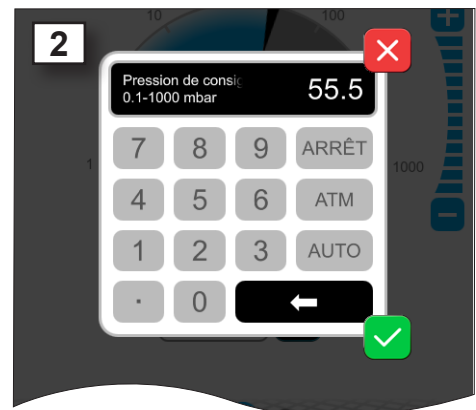 2
10
100
Pression de consig
0.1-1000 mbar
55.5
7 8 9 ARRÊT
1
1000
4 5 6 ATM
1 2 3 AUTO
. 0